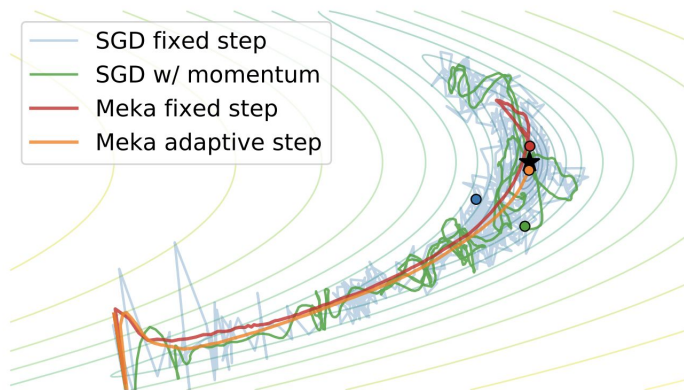 SGD fixed step
SGD w/ momentum
Meka fixed step
Meka adaptive step